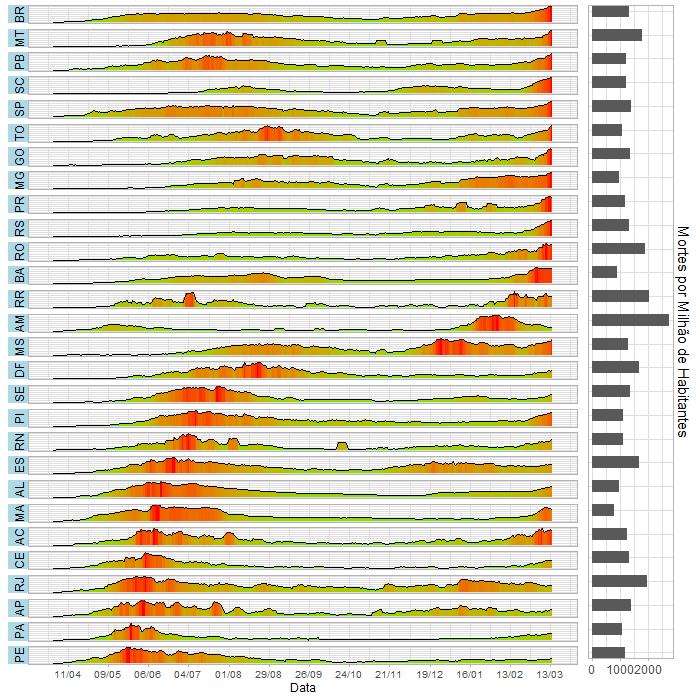 BR
MT
PB
SC
SP
TO
GO
MG
PR
RS
RO
BA
RR
AM
MS
DF
SE
PI
RN
ES
AL
MA
AC
CE
RJ
AP
PA
PE
11/04 09/05 06/06 04/07 01/08 29/08 26/09 24/10 21/11 19/12 16/01 13/02 13/03
Data
0 1000 2000
Mortes por Milhão de Habitantes